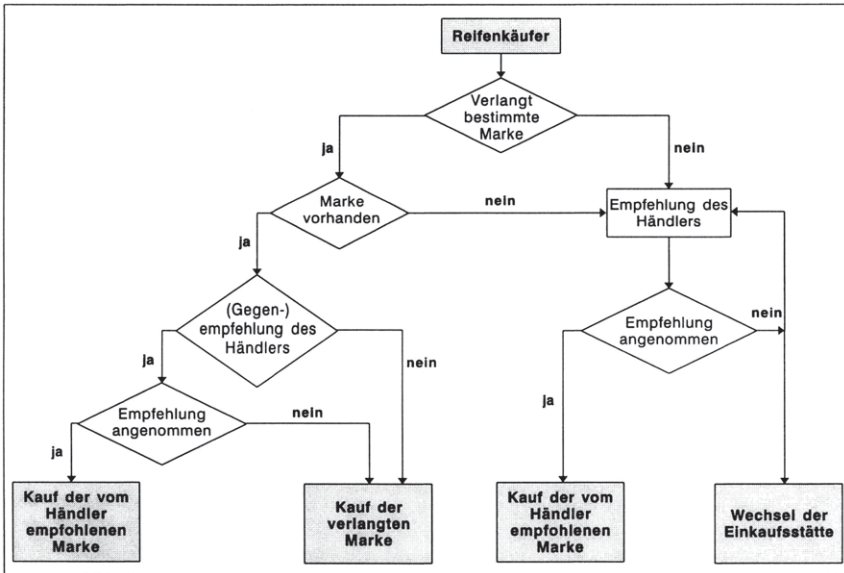 Reifenkäufer
Verlangt
bestimmte
Marke
ja
nein
Marke
vorhanden
nein
Empfehlung des
Händlers
ja
(Gegen-)
empfehlung des
Händlers
nein
Empfehlung
angenommen
ja
nein
Empfehlung
angenommen
nein
ja
ja
Kauf der vom
Händler
empfohlenen
Marke
Kauf der
verlangten
Marke
Kauf der vom
Händler
empfohlenen
Marke
Wechsel der
Einkaufsstätte